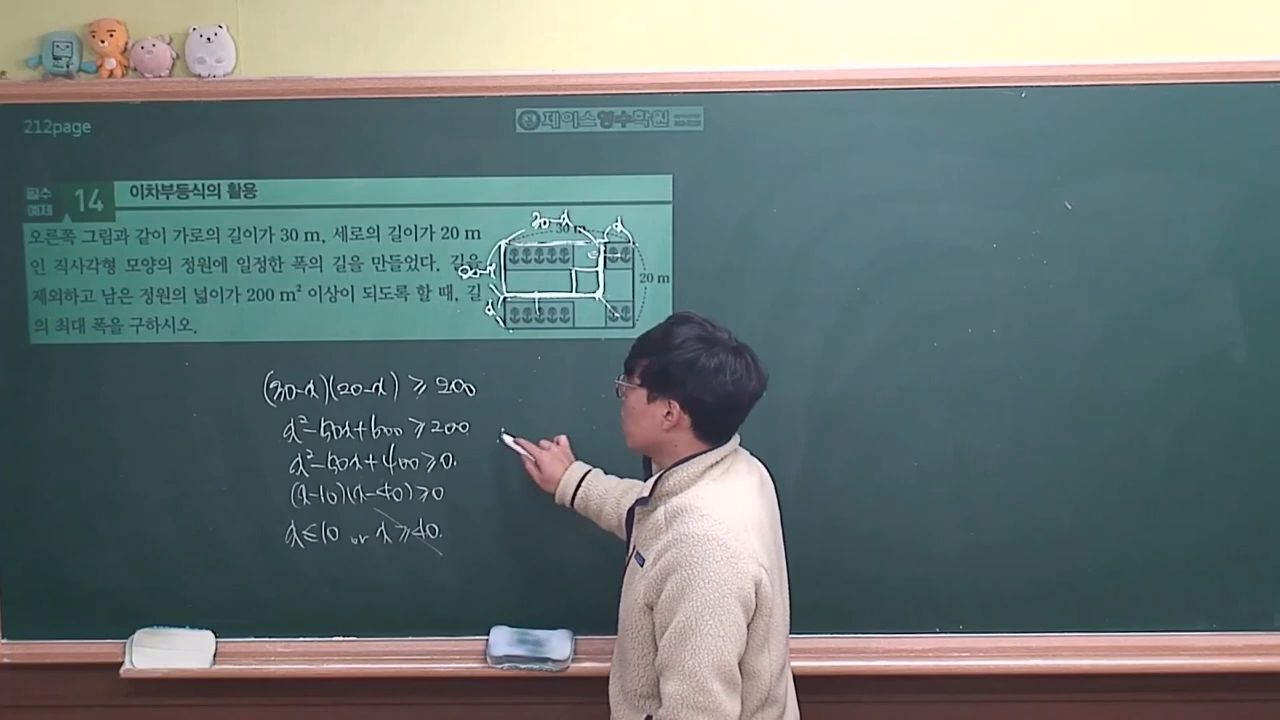 212page
제이스영수학원
필수 예제 14 이차부등식의 활용
오른쪽 그림과 같이 가로의 길이가 30 m, 세로의 길이가 20 m
인 직사각형 모양의 정원에 일정한 폭의 길을 만들었다. 길을
제외하고 남은 정원의 넓이가 200 m² 이상이 되도록 할 때, 길
의 최대 폭을 구하시오.
30-x
x
30 m
20-x
20 m
x
(30-x)(20-x) ≥ 200
x²-50x+600 ≥ 200
x²-50x+400 ≥ 0.
(x-10)(x-40) ≥ 0
x ≤ 10 or x ≥ 40.